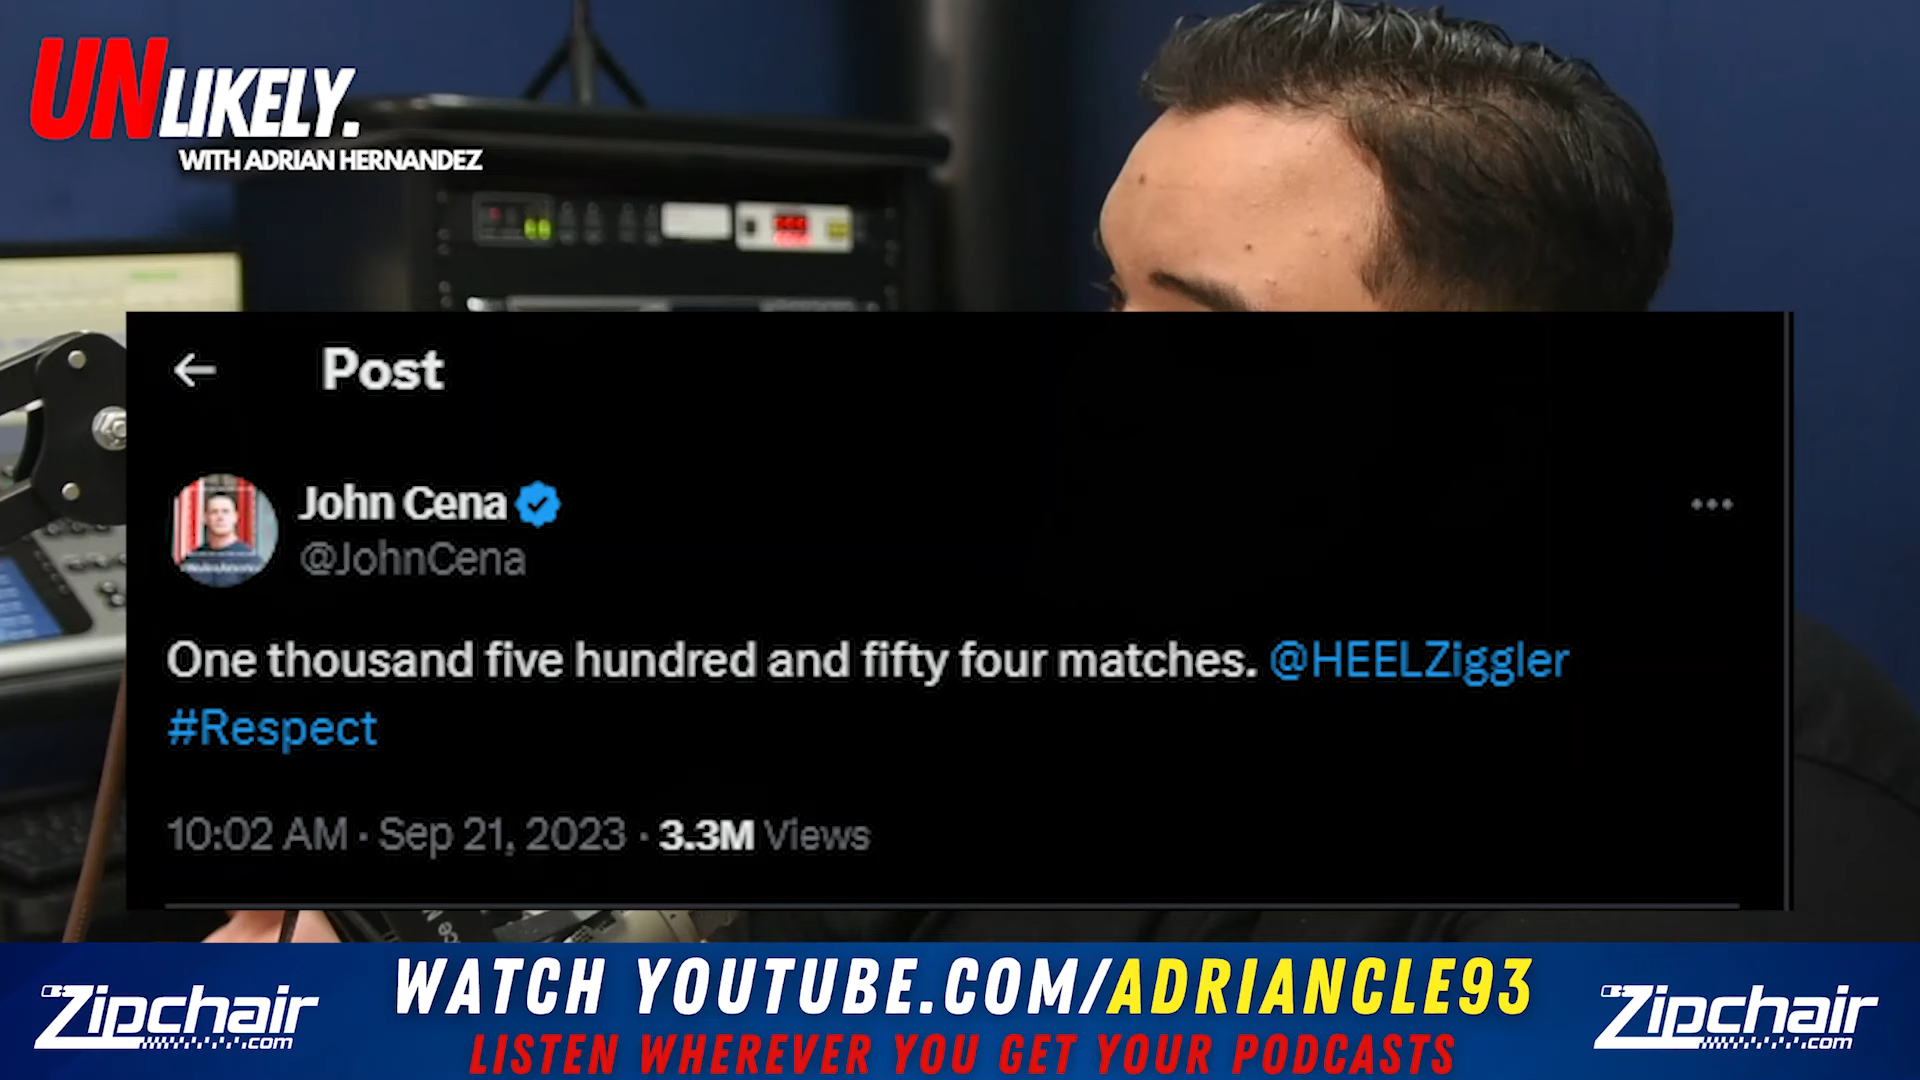 UNLIKELY.
WITH ADRIAN HERNANDEZ
Post
John Cena
@JohnCena
One thousand five hundred and fifty four matches. @HEELZiggler
#Respect
10:02 AM · Sep 21, 2023 · 3.3M Views
WATCH YOUTUBE.COM/ADRIANCLE93
Zipchair.com
Zipchair.com
LISTEN WHEREVER YOU GET YOUR PODCASTS